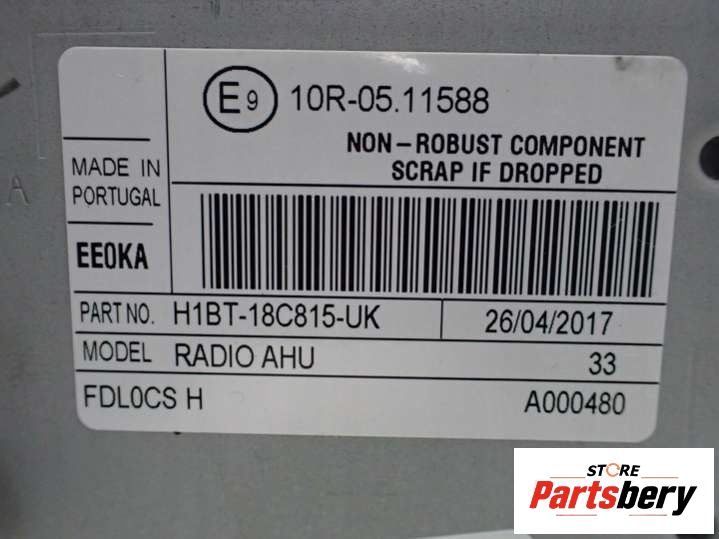 E9 10R-05.11588
NON-ROBUST COMPONENT
SCRAP IF DROPPED
MADE IN
PORTUGAL
EE0KA
PART NO. H1BT-18C815-UK 26/04/2017
MODEL RADIO AHU 33
FDL0CS H A000480
A
STORE
Partsbery